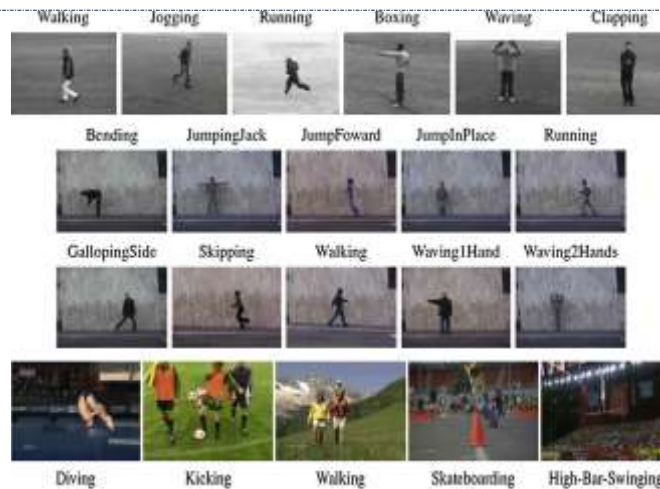 Walking Jogging Running Boxing Waving Clapping
Bending JumpingJack JumpFoward JumpInPlace Running
GallopingSide Skipping Walking Waving1Hand Waving2Hands
Diving Kicking Walking Skateboarding High-Bar-Swinging